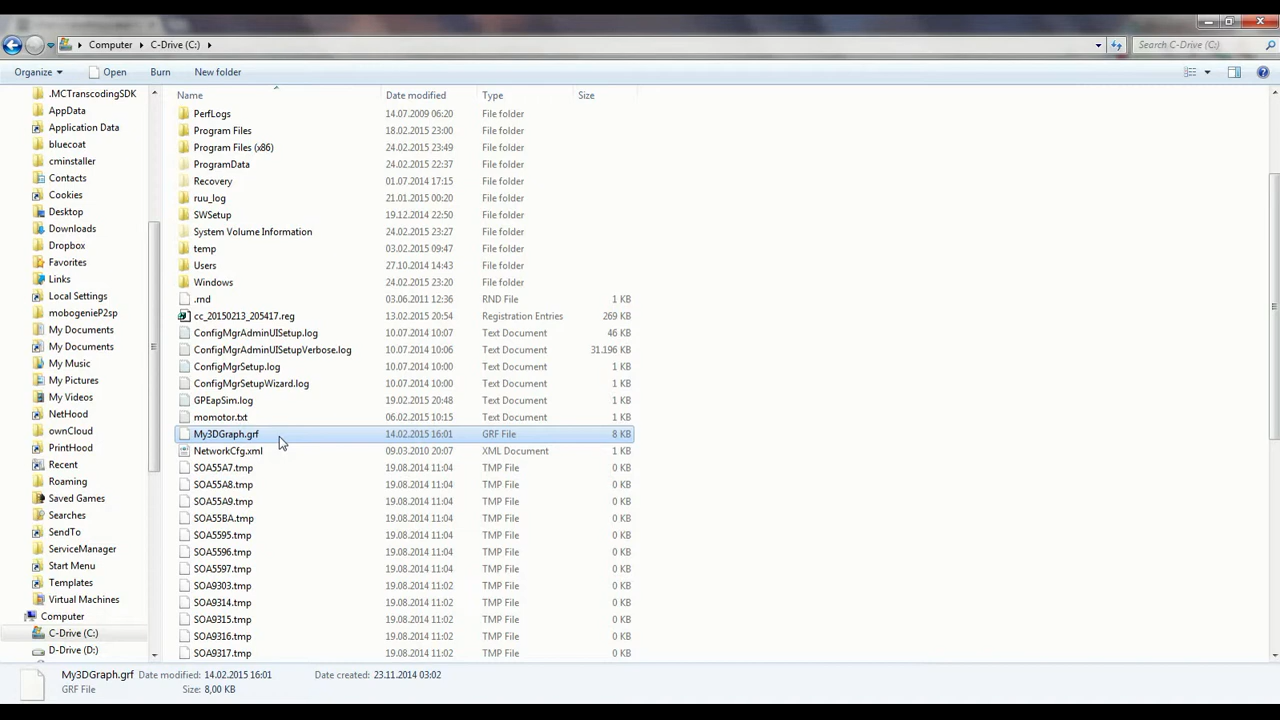 Computer C-Drive (C:) Search C-Drive (C:)
Organize Open Burn New folder
.MCTranscodingSDK
AppData
Application Data
bluecoat
cminstaller
Contacts
Cookies
Desktop
Downloads
Dropbox
Favorites
Links
Local Settings
mobogenieP2sp
My Documents
My Documents
My Music
My Pictures
My Videos
NetHood
ownCloud
PrintHood
Recent
Roaming
Saved Games
Searches
SendTo
ServiceManager
Start Menu
Templates
Virtual Machines
Computer
C-Drive (C:)
D-Drive (D:)
Name Date modified Type Size
PerfLogs 14.07.2009 06:20 File folder
Program Files 18.02.2015 23:00 File folder
Program Files (x86) 24.02.2015 23:49 File folder
ProgramData 24.02.2015 22:37 File folder
Recovery 01.07.2014 17:15 File folder
ruu_log 21.01.2015 00:20 File folder
SWSetup 19.12.2014 22:50 File folder
System Volume Information 24.02.2015 23:27 File folder
temp 03.02.2015 09:47 File folder
Users 27.10.2014 14:43 File folder
Windows 24.02.2015 23:20 File folder
.rnd 03.06.2011 12:36 RND File 1 KB
cc_20150213_205417.reg 13.02.2015 20:54 Registration Entries 269 KB
ConfigMgrAdminUISetup.log 10.07.2014 10:07 Text Document 46 KB
ConfigMgrAdminUISetupVerbose.log 10.07.2014 10:06 Text Document 31.196 KB
ConfigMgrSetup.log 10.07.2014 10:00 Text Document 1 KB
ConfigMgrSetupWizard.log 10.07.2014 10:00 Text Document 1 KB
GPEapSim.log 19.02.2015 20:48 Text Document 1 KB
momotor.txt 06.02.2015 10:15 Text Document 1 KB
My3DGraph.grf 14.02.2015 16:01 GRF File 8 KB
NetworkCfg.xml 09.03.2010 20:07 XML Document 1 KB
SOA55A7.tmp 19.08.2014 11:04 TMP File 0 KB
SOA55A8.tmp 19.08.2014 11:04 TMP File 0 KB
SOA55A9.tmp 19.08.2014 11:04 TMP File 0 KB
SOA55BA.tmp 19.08.2014 11:04 TMP File 0 KB
SOA5595.tmp 19.08.2014 11:04 TMP File 0 KB
SOA5596.tmp 19.08.2014 11:04 TMP File 0 KB
SOA5597.tmp 19.08.2014 11:04 TMP File 0 KB
SOA9303.tmp 19.08.2014 11:02 TMP File 0 KB
SOA9314.tmp 19.08.2014 11:02 TMP File 0 KB
SOA9315.tmp 19.08.2014 11:02 TMP File 0 KB
SOA9316.tmp 19.08.2014 11:02 TMP File 0 KB
SOA9317.tmp 19.08.2014 11:02 TMP File 0 KB
My3DGraph.grf Date modified: 14.02.2015 16:01 Date created: 23.11.2014 03:02
GRF File Size: 8,00 KB